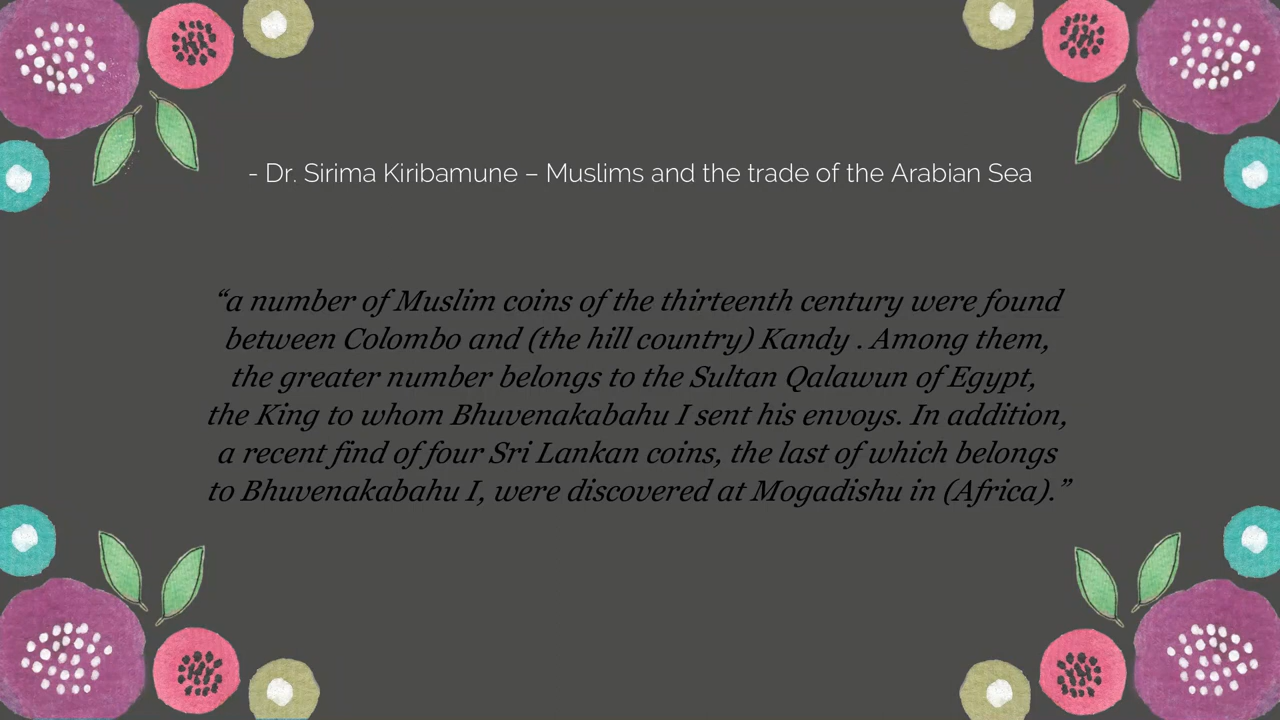 - Dr. Sirima Kiribamune – Muslims and the trade of the Arabian Sea
“a number of Muslim coins of the thirteenth century were found
between Colombo and (the hill country) Kandy . Among them,
the greater number belongs to the Sultan Qalawun of Egypt,
the King to whom Bhuvenakabahu I sent his envoys. In addition,
a recent find of four Sri Lankan coins, the last of which belongs
to Bhuvenakabahu I, were discovered at Mogadishu in (Africa).”